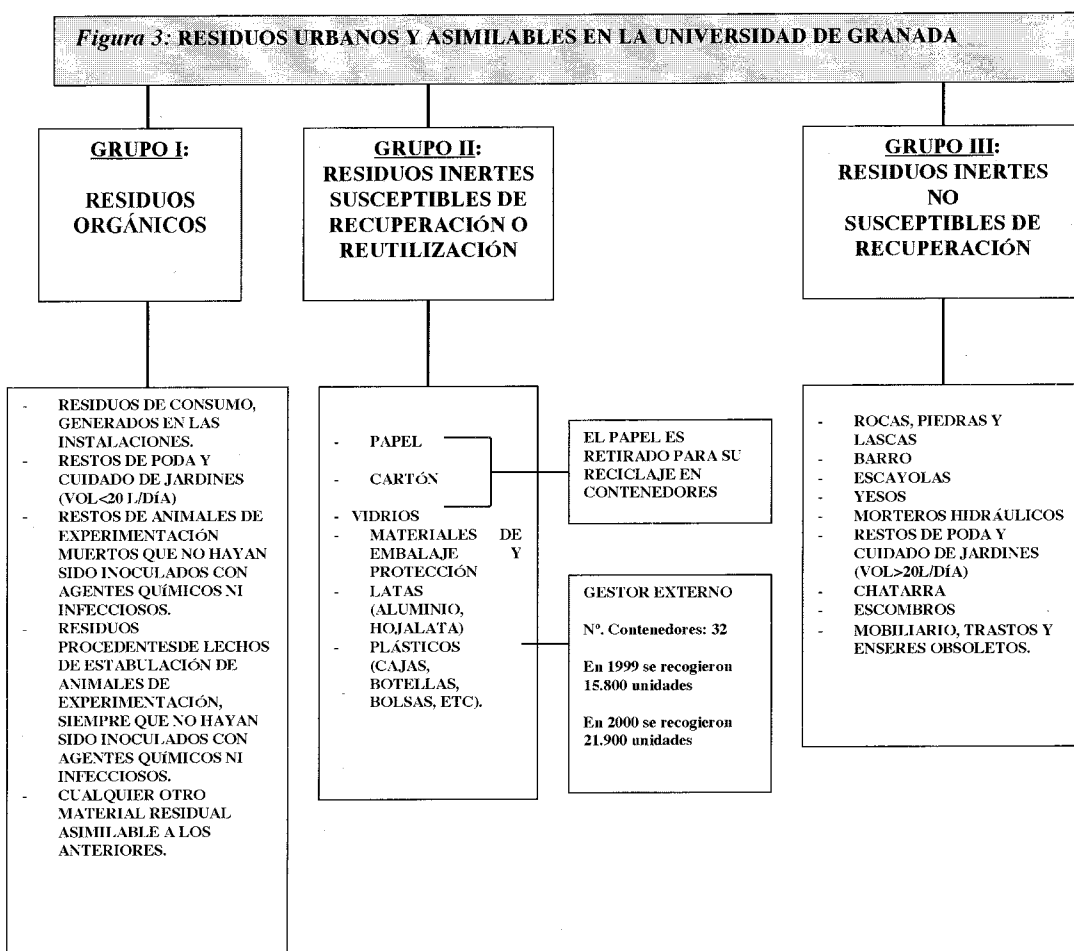 Figura 3: RESIDUOS URBANOS Y ASIMILABLES EN LA UNIVERSIDAD DE GRANADA
GRUPO I:
RESIDUOS
ORGÁNICOS
GRUPO II:
RESIDUOS INERTES
SUSCEPTIBLES DE
RECUPERACIÓN O
REUTILIZACIÓN
GRUPO III:
RESIDUOS INERTES
NO
SUSCEPTIBLES DE
RECUPERACIÓN
- RESIDUOS DE CONSUMO,
GENERADOS EN LAS
INSTALACIONES.
- RESTOS DE PODA Y
CUIDADO DE JARDINES
(VOL<20 L/DÍA)
- RESTOS DE ANIMALES DE
EXPERIMENTACIÓN
MUERTOS QUE NO HAYAN
SIDO INOCULADOS CON
AGENTES QUÍMICOS NI
INFECCIOSOS.
- RESIDUOS
PROCEDENTESDE LECHOS
DE ESTABULACIÓN DE
ANIMALES DE
EXPERIMENTACIÓN,
SIEMPRE QUE NO HAYAN
SIDO INOCULADOS CON
AGENTES QUÍMICOS NI
INFECCIOSOS.
- CUALQUIER OTRO
MATERIAL RESIDUAL
ASIMILABLE A LOS
ANTERIORES.
- PAPEL
- CARTÓN
- VIDRIOS
- MATERIALES DE
EMBALAJE Y
PROTECCIÓN
- LATAS
(ALUMINIO,
HOJALATA)
- PLÁSTICOS
(CAJAS,
BOTELLAS,
BOLSAS, ETC).
EL PAPEL ES
RETIRADO PARA SU
RECICLAJE EN
CONTENEDORES
GESTOR EXTERNO
Nº. Contenedores: 32
En 1999 se recogieron
15.800 unidades
En 2000 se recogieron
21.900 unidades
- ROCAS, PIEDRAS Y
LASCAS
- BARRO
- ESCAYOLAS
- YESOS
- MORTEROS HIDRÁULICOS
- RESTOS DE PODA Y
CUIDADO DE JARDINES
(VOL>20L/DÍA)
- CHATARRA
- ESCOMBROS
- MOBILIARIO, TRASTOS Y
ENSERES OBSOLETOS.